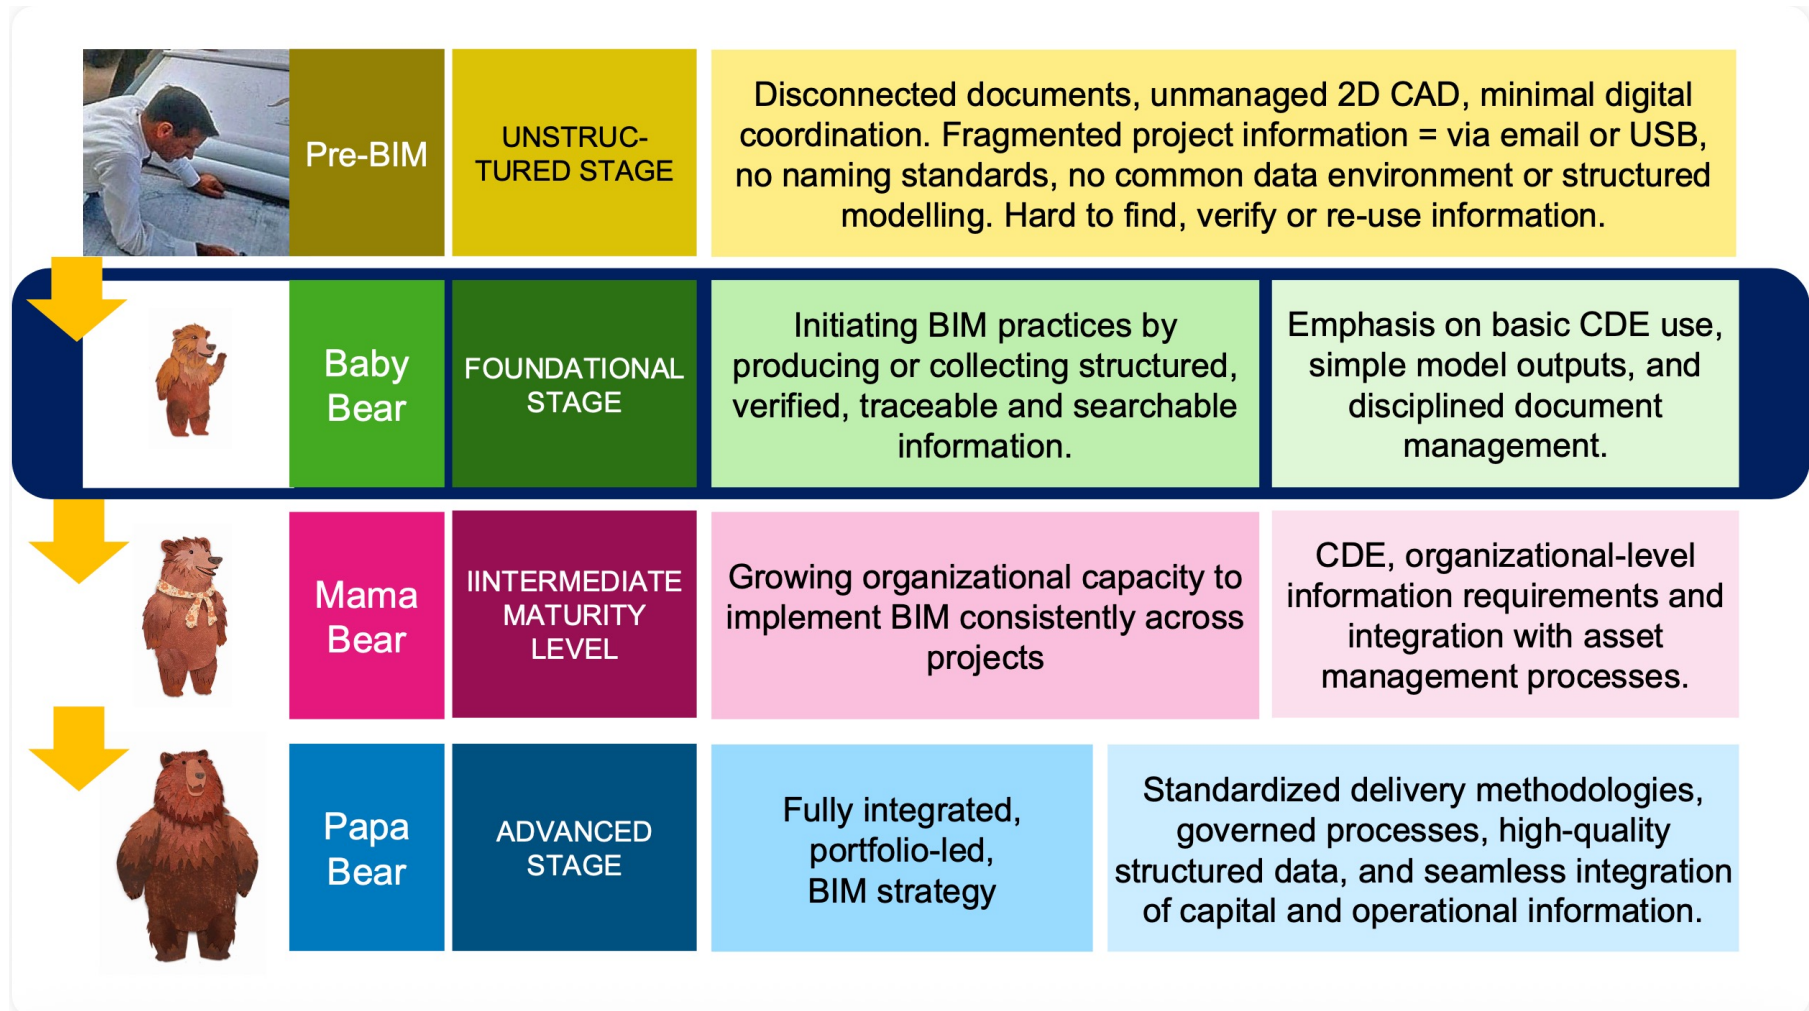 Pre-BIM
UNSTRUC-
TURED STAGE
Disconnected documents, unmanaged 2D CAD, minimal digital
coordination. Fragmented project information = via email or USB,
no naming standards, no common data environment or structured
modelling. Hard to find, verify or re-use information.
Baby
Bear
FOUNDATIONAL
STAGE
Initiating BIM practices by
producing or collecting structured,
verified, traceable and searchable
information.
Emphasis on basic CDE use,
simple model outputs, and
disciplined document
management.
Mama
Bear
IINTERMEDIATE
MATURITY
LEVEL
Growing organizational capacity to
implement BIM consistently across
projects
CDE, organizational-level
information requirements and
integration with asset
management processes.
Papa
Bear
ADVANCED
STAGE
Fully integrated,
portfolio-led,
BIM strategy
Standardized delivery methodologies,
governed processes, high-quality
structured data, and seamless integration
of capital and operational information.